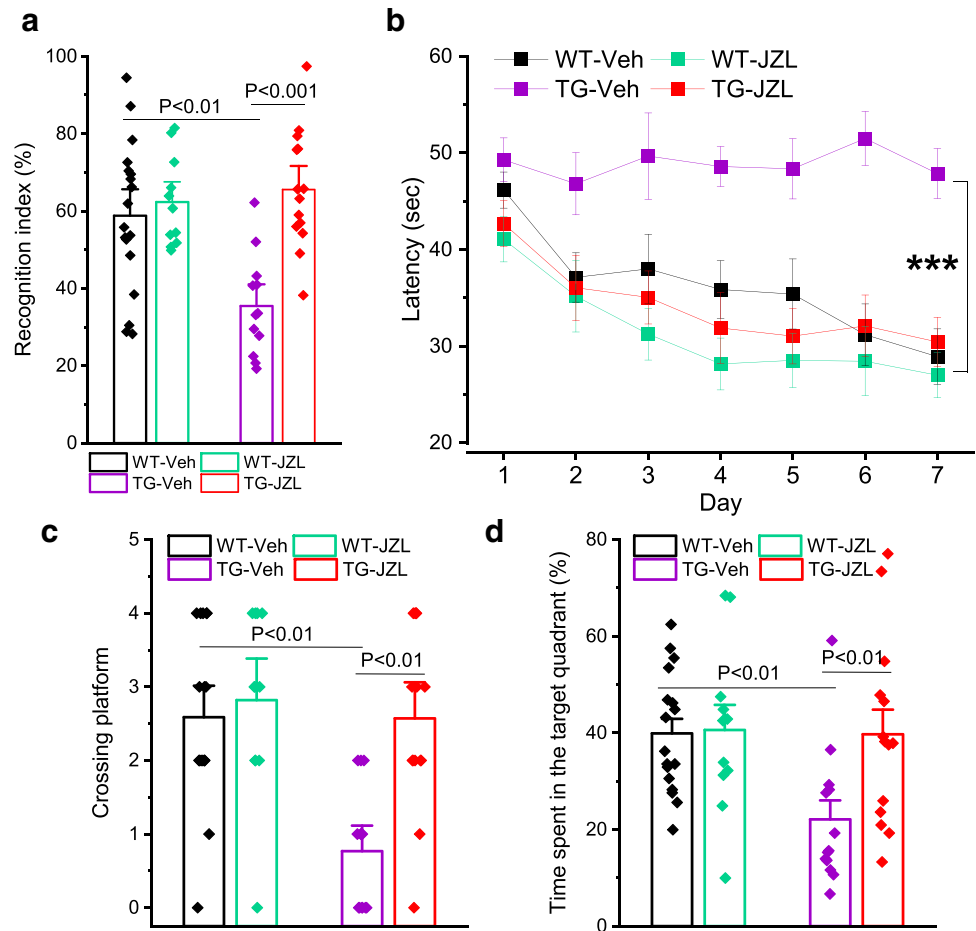 a
Recognition index (%)
100
80
60
40
20
0
P<0.01
P<0.001
WT-Veh
WT-JZL
TG-Veh
TG-JZL
b
WT-Veh
WT-JZL
TG-Veh
TG-JZL
Latency (sec)
60
50
40
30
20
***
1 2 3 4 5 6 7
Day
c
WT-Veh
WT-JZL
TG-Veh
TG-JZL
Crossing platform
5
4
3
2
1
0
P<0.01
P<0.01
d
WT-Veh
WT-JZL
TG-Veh
TG-JZL
Time spent in the target quadrant (%)
80
60
40
20
0
P<0.01
P<0.01